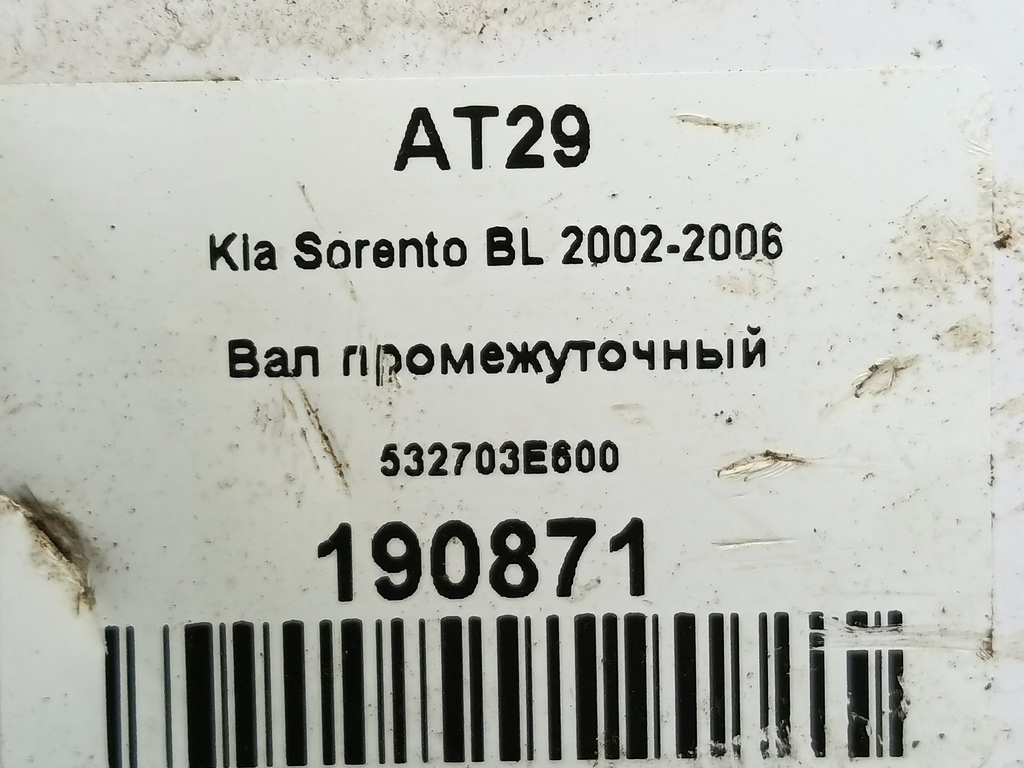 AT29
Kia Sorento BL 2002-2006
Вал промежуточный
532703E600
190871